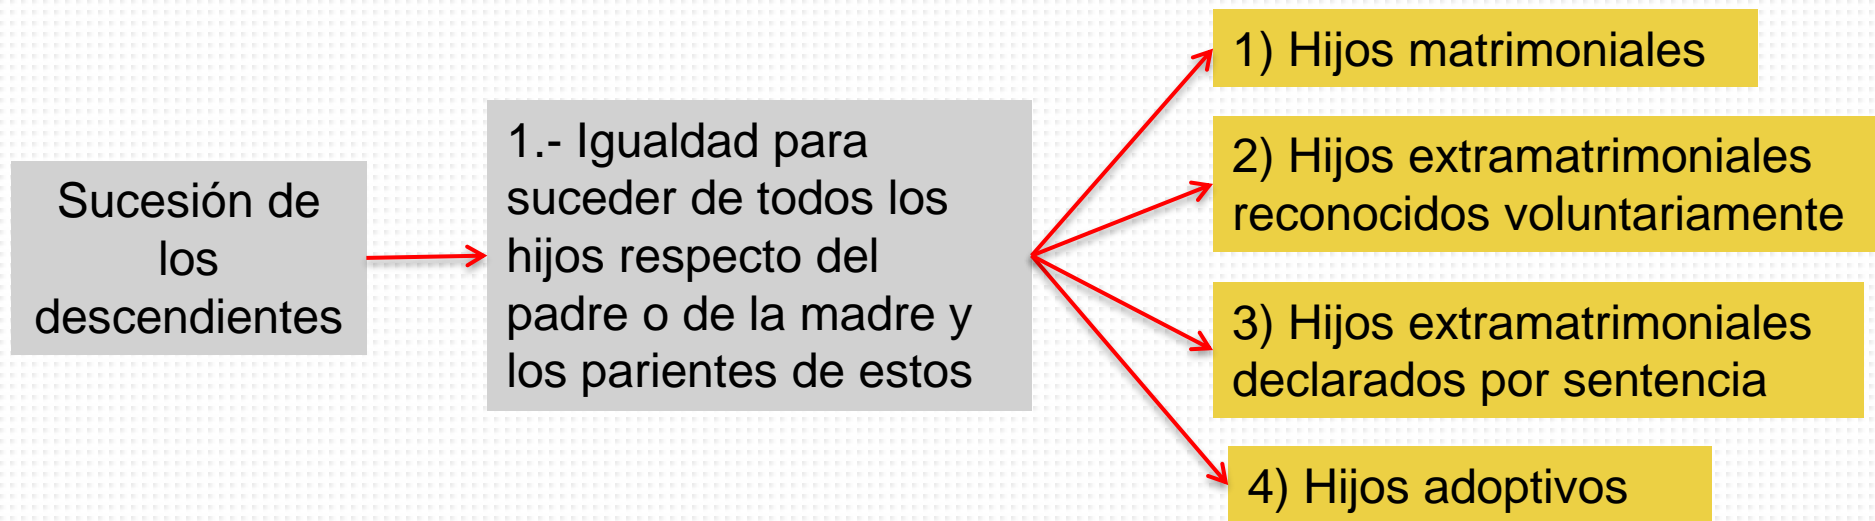 Sucesión de
los
descendientes
1.- Igualdad para
suceder de todos los
hijos respecto del
padre o de la madre y
los parientes de estos
1) Hijos matrimoniales
2) Hijos extramatrimoniales
reconocidos voluntariamente
3) Hijos extramatrimoniales
declarados por sentencia
4) Hijos adoptivos